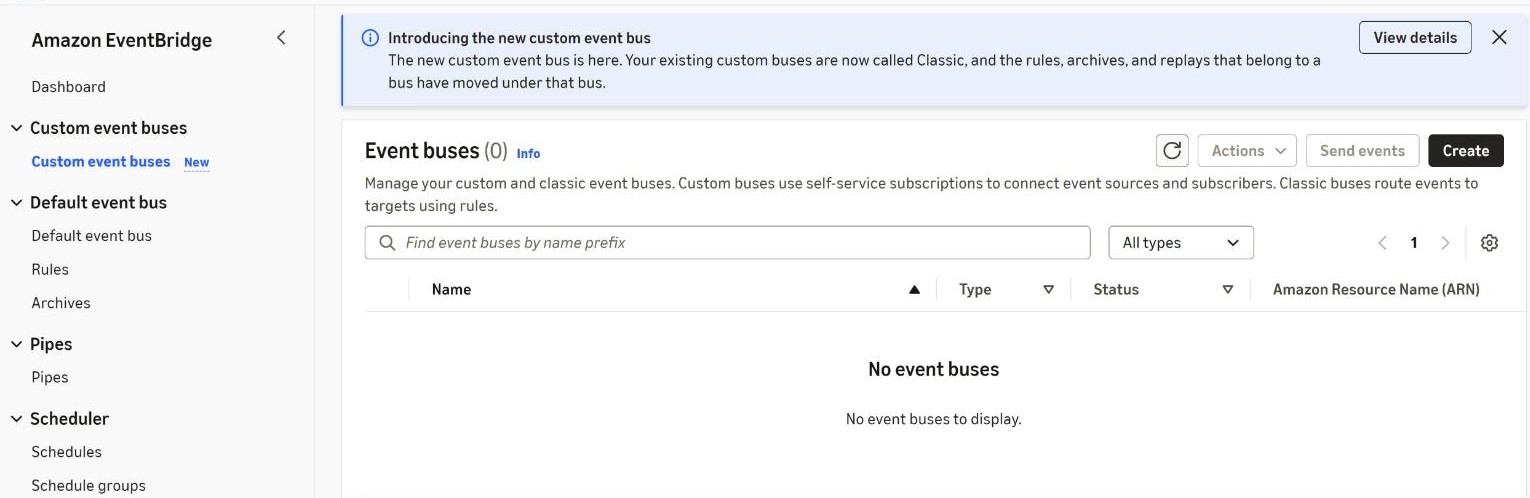 Amazon EventBridge
Dashboard
Custom event buses
Custom event buses New
Default event bus
Default event bus
Rules
Archives
Pipes
Pipes
Scheduler
Schedules
Schedule groups
Introducing the new custom event bus
The new custom event bus is here. Your existing custom buses are now called Classic, and the rules, archives, and replays that belong to a
bus have moved under that bus.
View details
Event buses (0) Info
Actions
Send events
Create
Manage your custom and classic event buses. Custom buses use self-service subscriptions to connect event sources and subscribers. Classic buses route events to
targets using rules.
Find event buses by name prefix
All types
1
Name Type Status Amazon Resource Name (ARN)
No event buses
No event buses to display.